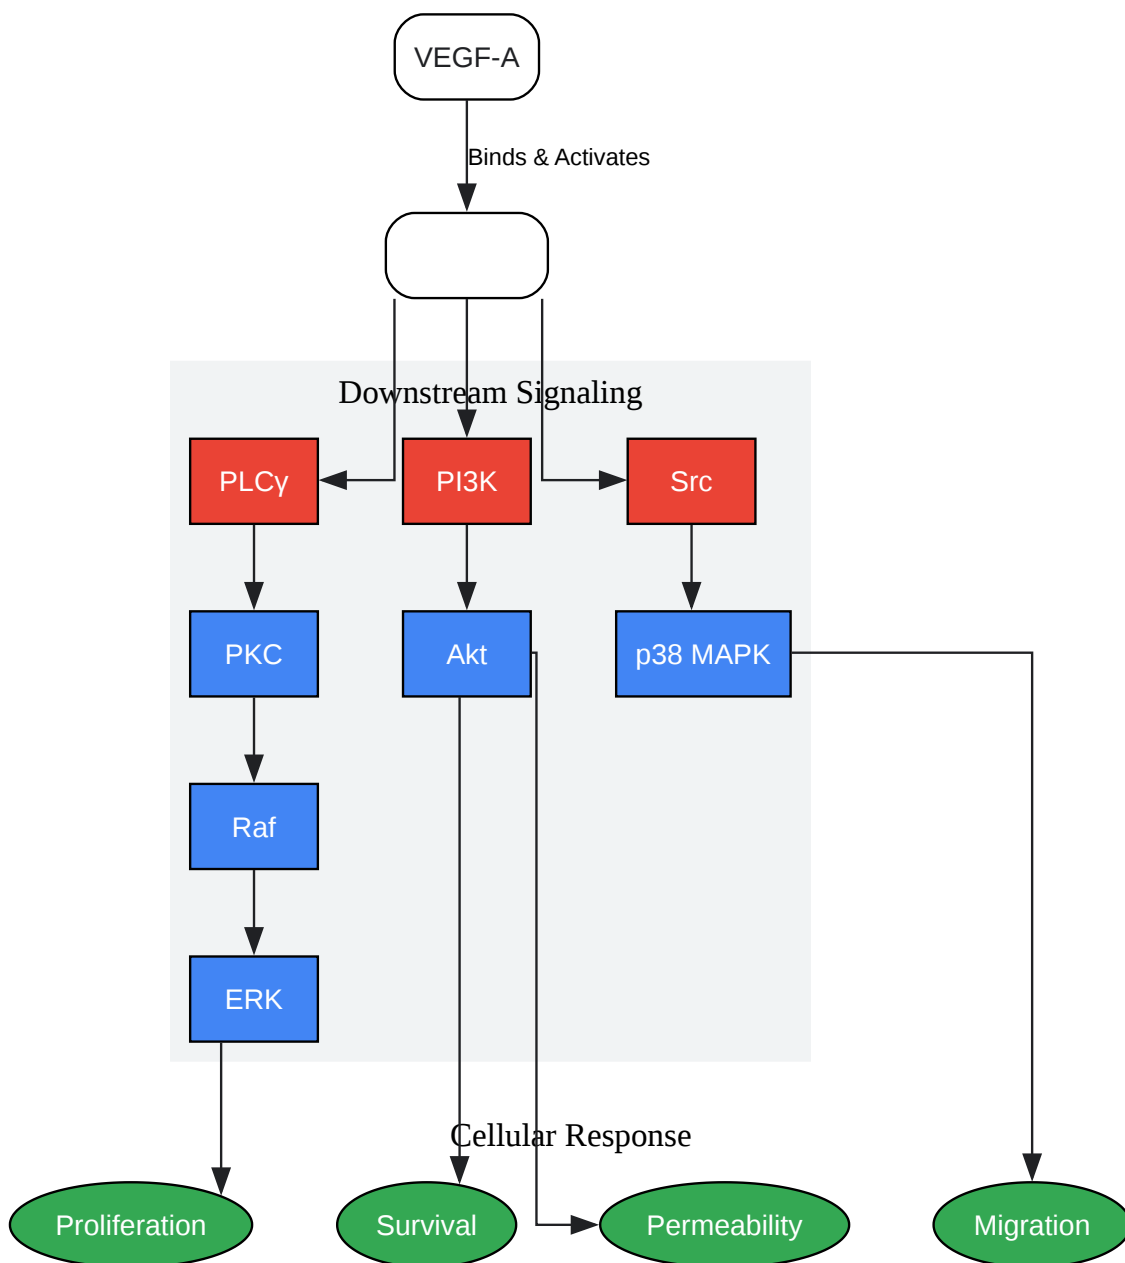 VEGF-A
Binds & Activates
Downstream Signaling
PLCγ
PI3K
Src
PKC
Akt
p38 MAPK
Raf
ERK
Cellular Response
Proliferation
Survival
Permeability
Migration